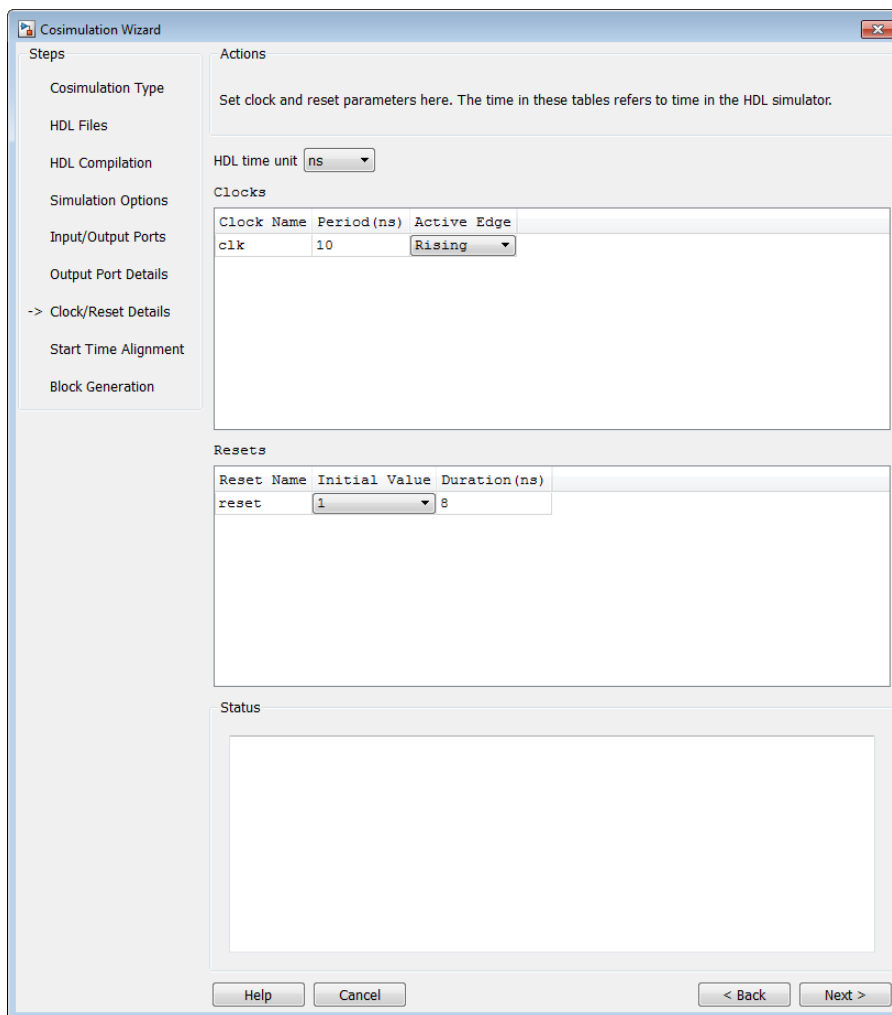 Cosimulation Wizard
Steps
Cosimulation Type
HDL Files
HDL Compilation
Simulation Options
Input/Output Ports
Output Port Details
-> Clock/Reset Details
Start Time Alignment
Block Generation
Actions
Set clock and reset parameters here. The time in these tables refers to time in the HDL simulator.
HDL time unit ns
Clocks
Clock Name Period(ns) Active Edge
clk 10 Rising
Resets
Reset Name Initial Value Duration(ns)
reset 1 8
Status
Help Cancel < Back Next >